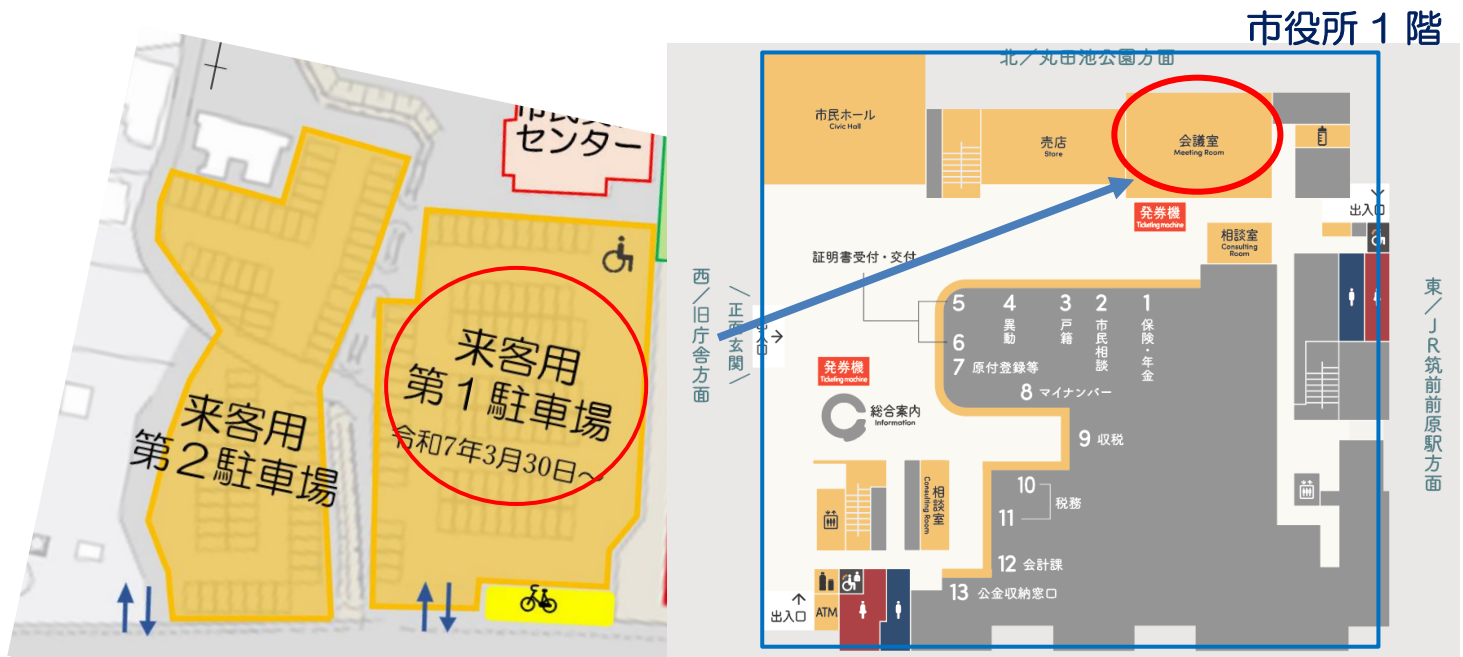 市役所1階
センター
来客用
第1駐車場
令和7年3月30日~
来客用
第2駐車場
北/丸田池公園方面
市民ホール
Civic Hall
売店
Store
会議室
Meeting Room
発券機
Ticketing machine
出入口
相談室
Consulting
Room
証明書受付・交付
西/旧庁舎方面
\正面玄関/
東/JR筑前前原駅方面
5
4 異動
3 戸籍
2 市民相談
1 保険・年金
6
7 原付登録等
8 マイナンバー
発券機
Ticketing machine
総合案内
Information
9 収税
相談室
Consulting Room
10
税務
11
12 会計課
13 公金収納窓口
出入口
ATM